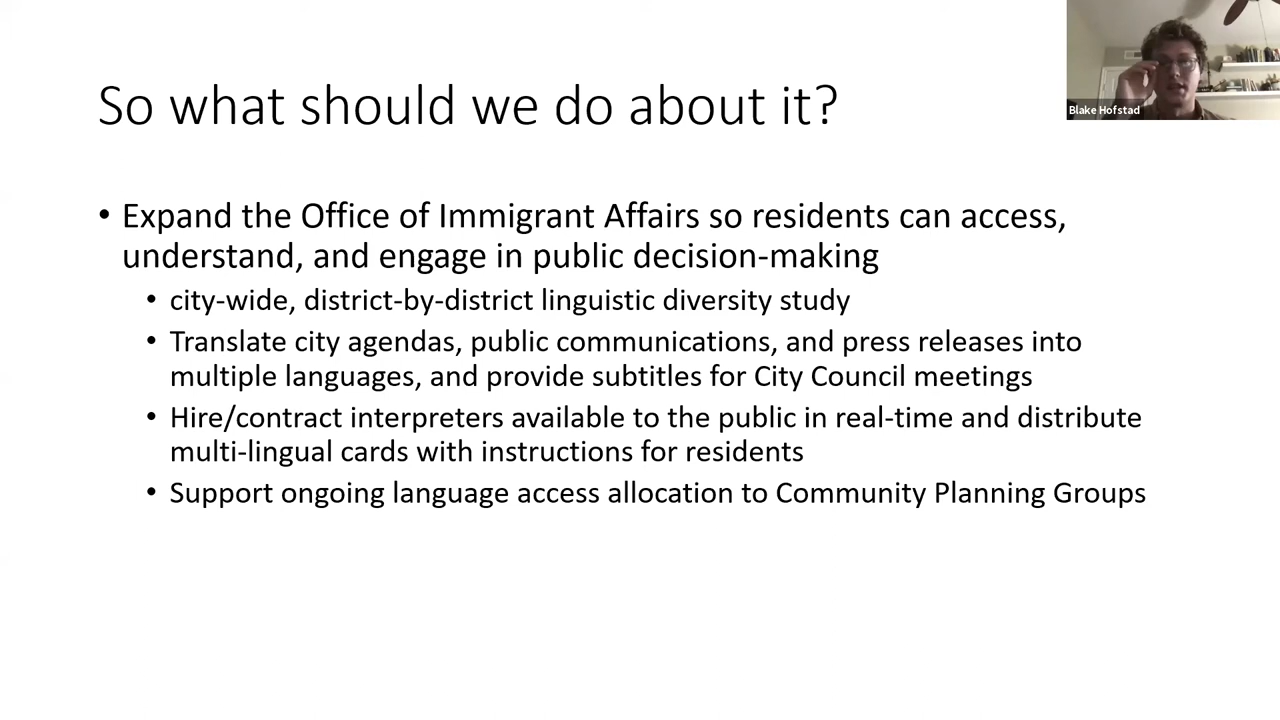 So what should we do about it?
Blake Hofstad
• Expand the Office of Immigrant Affairs so residents can access,
understand, and engage in public decision-making
• city-wide, district-by-district linguistic diversity study
• Translate city agendas, public communications, and press releases into
multiple languages, and provide subtitles for City Council meetings
• Hire/contract interpreters available to the public in real-time and distribute
multi-lingual cards with instructions for residents
• Support ongoing language access allocation to Community Planning Groups